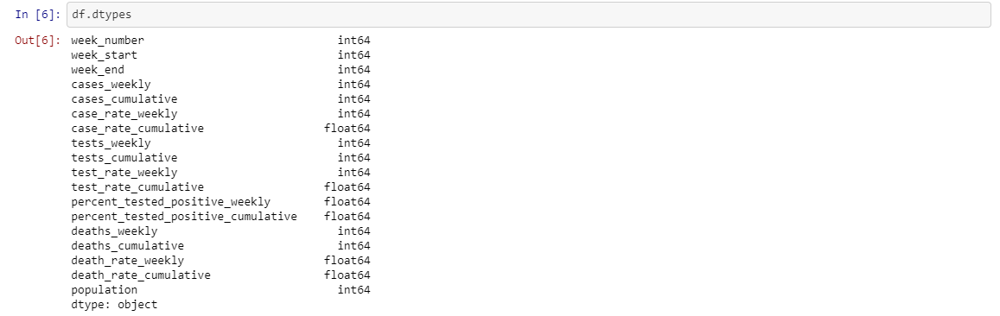 In [6]: df.dtypes
Out[6]: week_number int64
week_start int64
week_end int64
cases_weekly int64
cases_cumulative int64
case_rate_weekly int64
case_rate_cumulative float64
tests_weekly int64
tests_cumulative int64
test_rate_weekly int64
test_rate_cumulative float64
percent_tested_positive_weekly float64
percent_tested_positive_cumulative float64
deaths_weekly int64
deaths_cumulative int64
death_rate_weekly float64
death_rate_cumulative float64
population int64
dtype: object